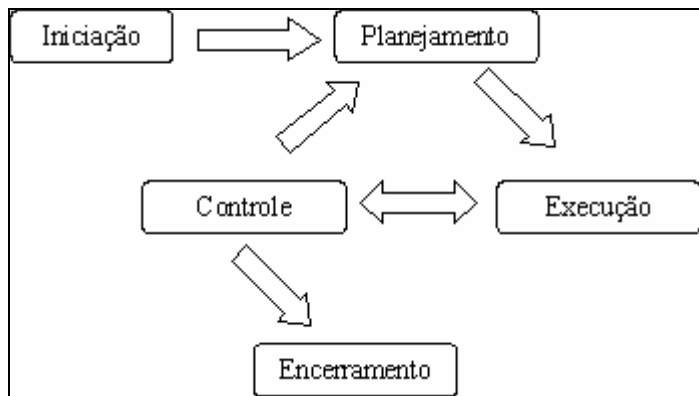 Iniciação
Planejamento
Controle
Execução
Encerramento